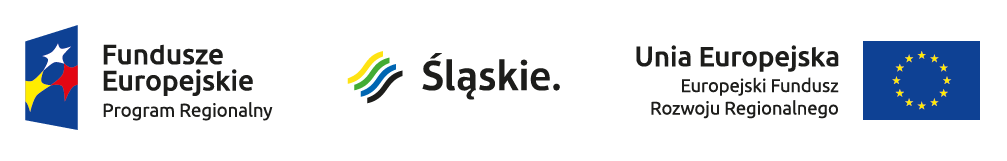 Fundusze
Europejskie
Program Regionalny
Śląskie.
Unia Europejska
Europejski Fundusz
Rozwoju Regionalnego